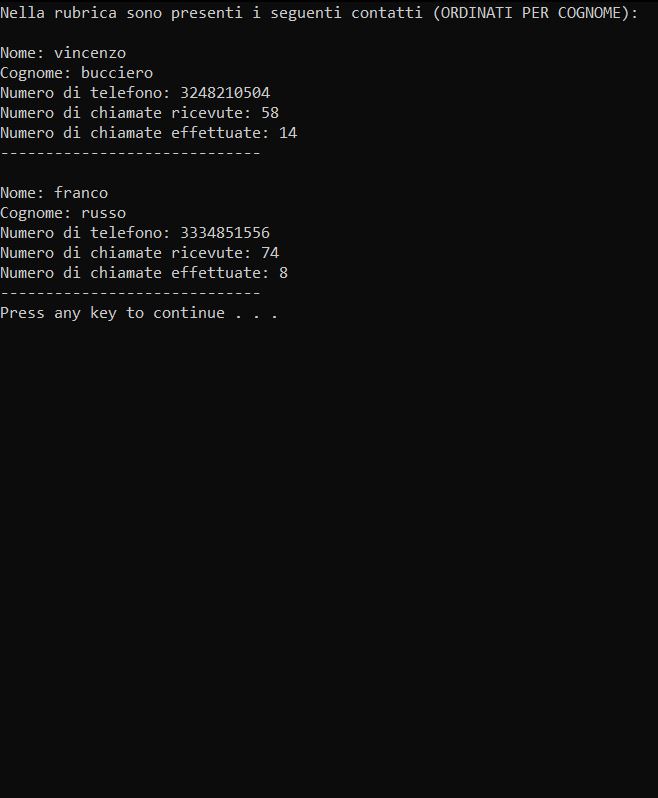 Nella rubrica sono presenti i seguenti contatti (ORDINATI PER COGNOME):
Nome: vincenzo
Cognome: bucciero
Numero di telefono: 3248210504
Numero di chiamate ricevute: 58
Numero di chiamate effettuate: 14
-----------------------------
Nome: franco
Cognome: russo
Numero di telefono: 3334851556
Numero di chiamate ricevute: 74
Numero di chiamate effettuate: 8
-----------------------------
Press any key to continue . . .